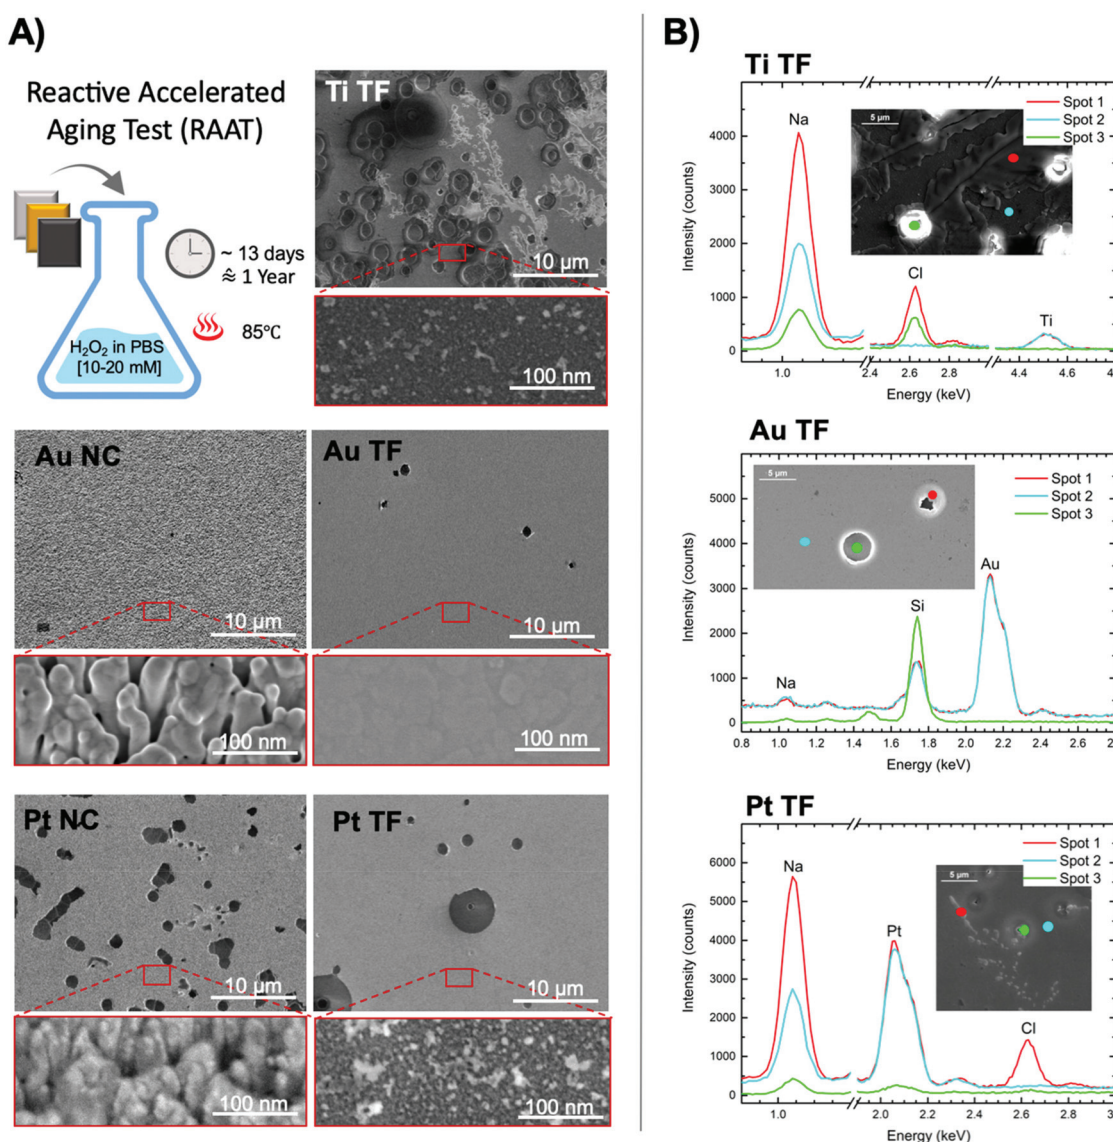 A)
Reactive Accelerated
Aging Test (RAAT)
~ 13 days
≈ 1 Year
85℃
H₂O₂ in PBS
[10-20 mM]
Ti TF
10 µm
100 nm
Au NC
10 µm
100 nm
Au TF
10 µm
100 nm
Pt NC
10 µm
100 nm
Pt TF
10 µm
100 nm
B)
Ti TF
Spot 1
Spot 2
Spot 3
5 µm
Na
Cl
Ti
Intensity (counts)
4000
3000
2000
1000
0
1.0 2.4 2.6 2.8 4.4 4.6 4.8
Energy (keV)
Au TF
Spot 1
Spot 2
Spot 3
5 µm
Na
Si
Au
Intensity (counts)
5000
4000
3000
2000
1000
0
0.8 1.0 1.2 1.4 1.6 1.8 2.0 2.2 2.4 2.6
Energy (keV)
Pt TF
Spot 1
Spot 2
Spot 3
5 µm
Na
Pt
Cl
Intensity (counts)
6000
5000
4000
3000
2000
1000
0
1.0 2.0 2.2 2.4 2.6 2.8
Energy (keV)